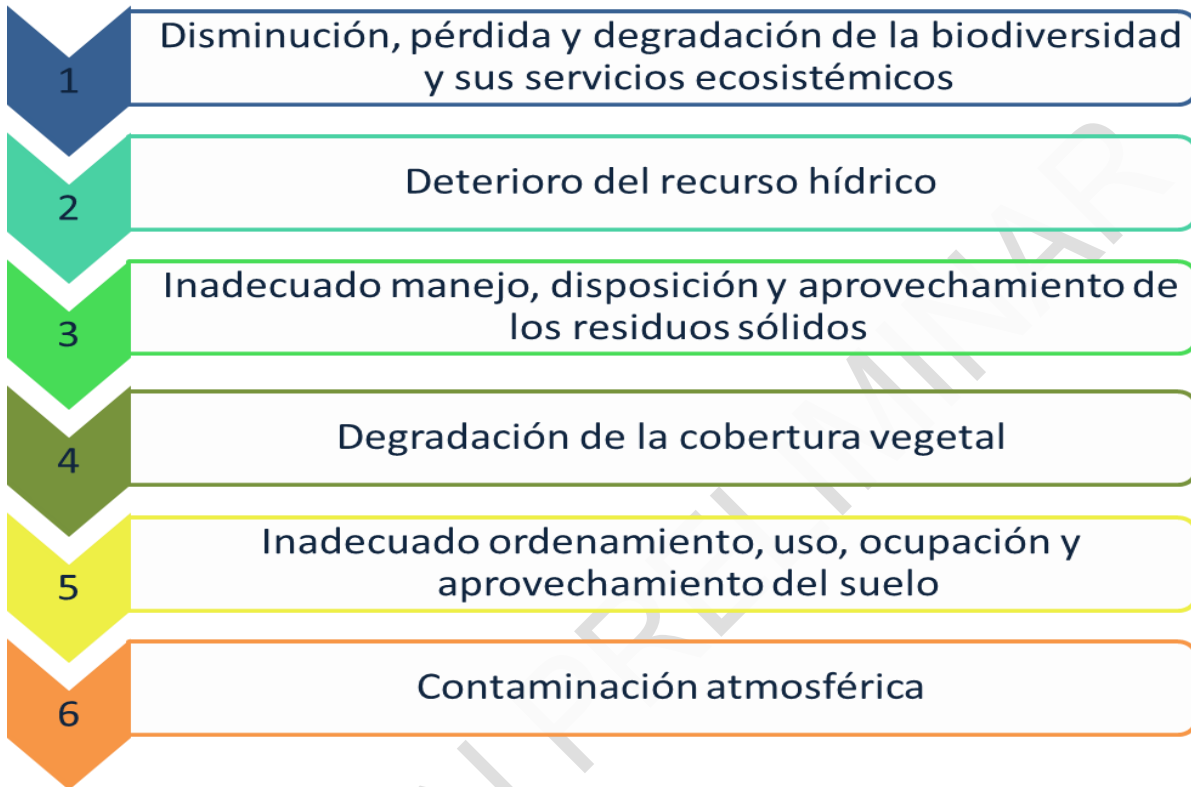 1
Disminución, pérdida y degradación de la biodiversidad
y sus servicios ecosistémicos
2
Deterioro del recurso hídrico
3
Inadecuado manejo, disposición y aprovechamiento de
los residuos sólidos
4
Degradación de la cobertura vegetal
5
Inadecuado ordenamiento, uso, ocupación y
aprovechamiento del suelo
6
Contaminación atmosférica
PRELIMINAR